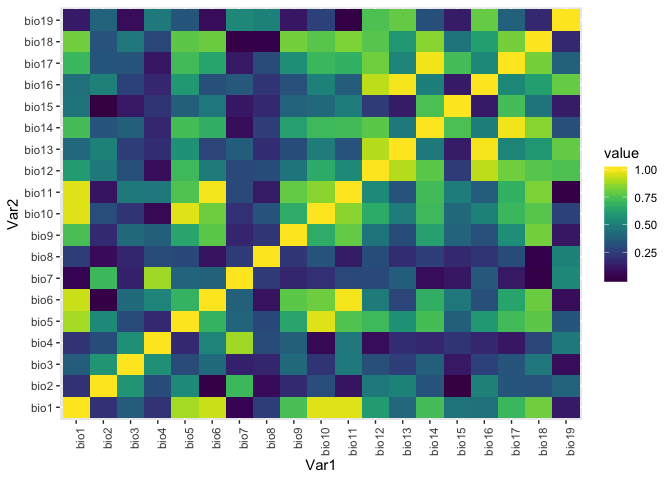 bio19
bio18
bio17
bio16
bio15
bio14
bio13
bio12
bio11
bio10
bio9
bio8
bio7
bio6
bio5
bio4
bio3
bio2
bio1
Var2
bio1 bio2 bio3 bio4 bio5 bio6 bio7 bio8 bio9 bio10 bio11 bio12 bio13 bio14 bio15 bio16 bio17 bio18 bio19
Var1
value
1.00
0.75
0.50
0.25